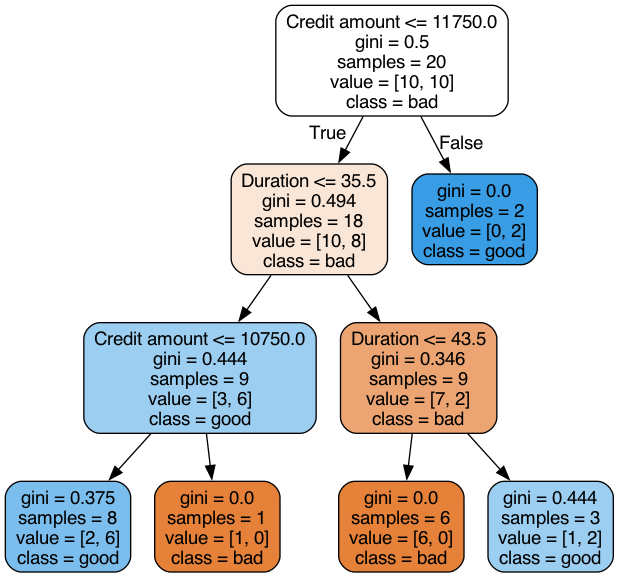 Credit amount <= 11750.0
gini = 0.5
samples = 20
value = [10, 10]
class = bad
True
False
Duration <= 35.5
gini = 0.494
samples = 18
value = [10, 8]
class = bad
gini = 0.0
samples = 2
value = [0, 2]
class = good
Credit amount <= 10750.0
gini = 0.444
samples = 9
value = [3, 6]
class = good
Duration <= 43.5
gini = 0.346
samples = 9
value = [7, 2]
class = bad
gini = 0.375
samples = 8
value = [2, 6]
class = good
gini = 0.0
samples = 1
value = [1, 0]
class = bad
gini = 0.0
samples = 6
value = [6, 0]
class = bad
gini = 0.444
samples = 3
value = [1, 2]
class = good